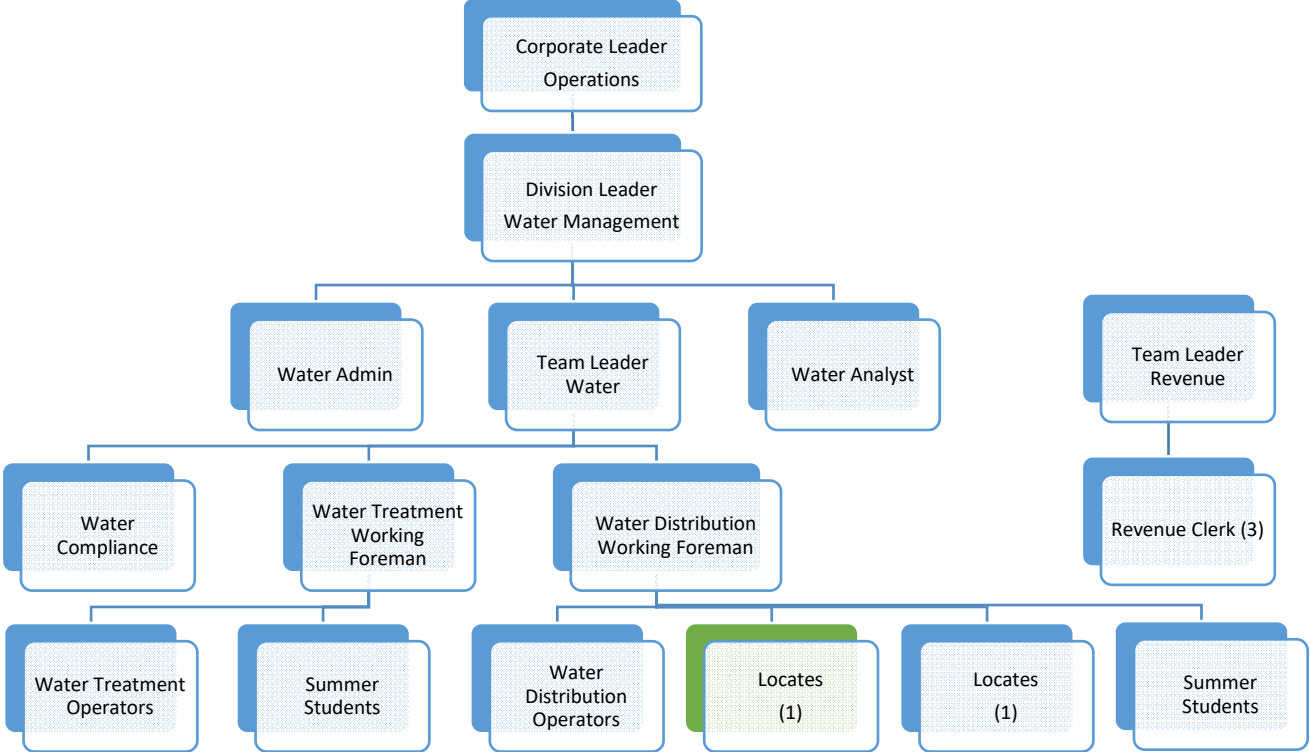 Corporate Leader
Operations
Division Leader
Water Management
Water Admin
Team Leader
Water
Water Analyst
Team Leader
Revenue
Water
Compliance
Water Treatment
Working
Foreman
Water Distribution
Working Foreman
Revenue Clerk (3)
Water Treatment
Operators
Summer
Students
Water
Distribution
Operators
Locates
(1)
Locates
(1)
Summer
Students